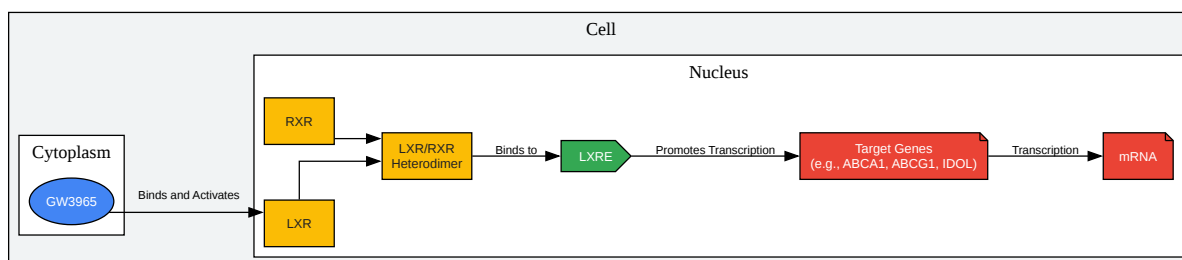 Cell
Nucleus
RXR
Cytoplasm
LXR/RXR
Heterodimer
Binds to
LXRE
Promotes Transcription
Target Genes
(e.g., ABCA1, ABCG1, IDOL)
Transcription
mRNA
GW3965
Binds and Activates
LXR